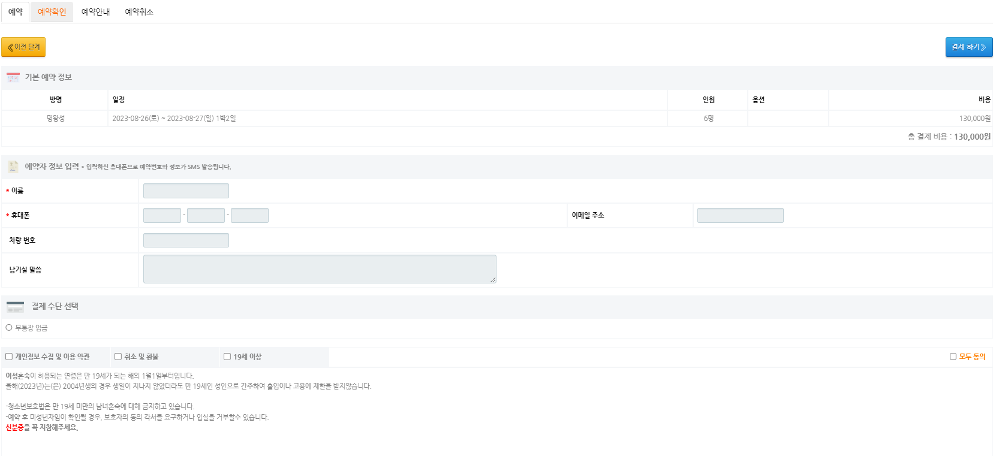 예약 예약확인 예약안내 예약취소
이전 단계 결제 하기
기본 예약 정보
방명 일정 인원 옵션 비용
명왕성 2023-08-26(토) ~ 2023-08-27(일) 1박2일 6명 130,000원
총 결제 비용 : 130,000원
예약자 정보 입력 * 입력하신 휴대폰으로 예약번호와 정보가 SMS 발송됩니다.
* 이름
* 휴대폰 - - 이메일 주소
차량 번호
남기실 말씀
결제 수단 선택
무통장 입금
개인정보 수집 및 이용 약관 취소 및 환불 19세 이상 모두 동의
이성혼숙이 허용되는 연령은 만 19세가 되는 해의 1월1일부터입니다.
올해(2023년)는(은) 2004년생의 경우 생일이 지나지 않았더라도 만 19세인 성인으로 간주하여 출입이나 고용에 제한을 받지않습니다.
-청소년보호법은 만 19세 미만의 남녀혼숙에 대해 금지하고 있습니다.
-예약 후 미성년자임이 확인될 경우, 보호자의 동의 각서를 요구하거나 입실을 거부할수 있습니다.
신분증을 꼭 지참해주세요.